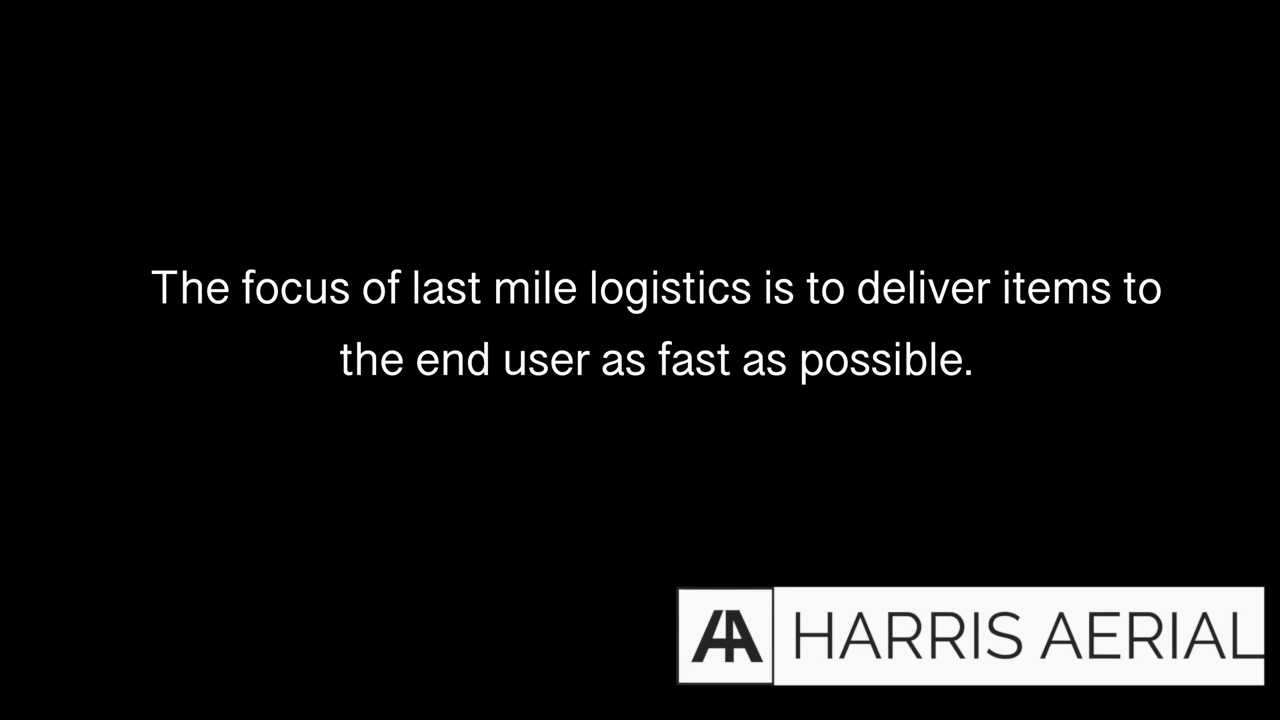 The focus of last mile logistics is to deliver items to
the end user as fast as possible.
HA HARRIS AERIAL